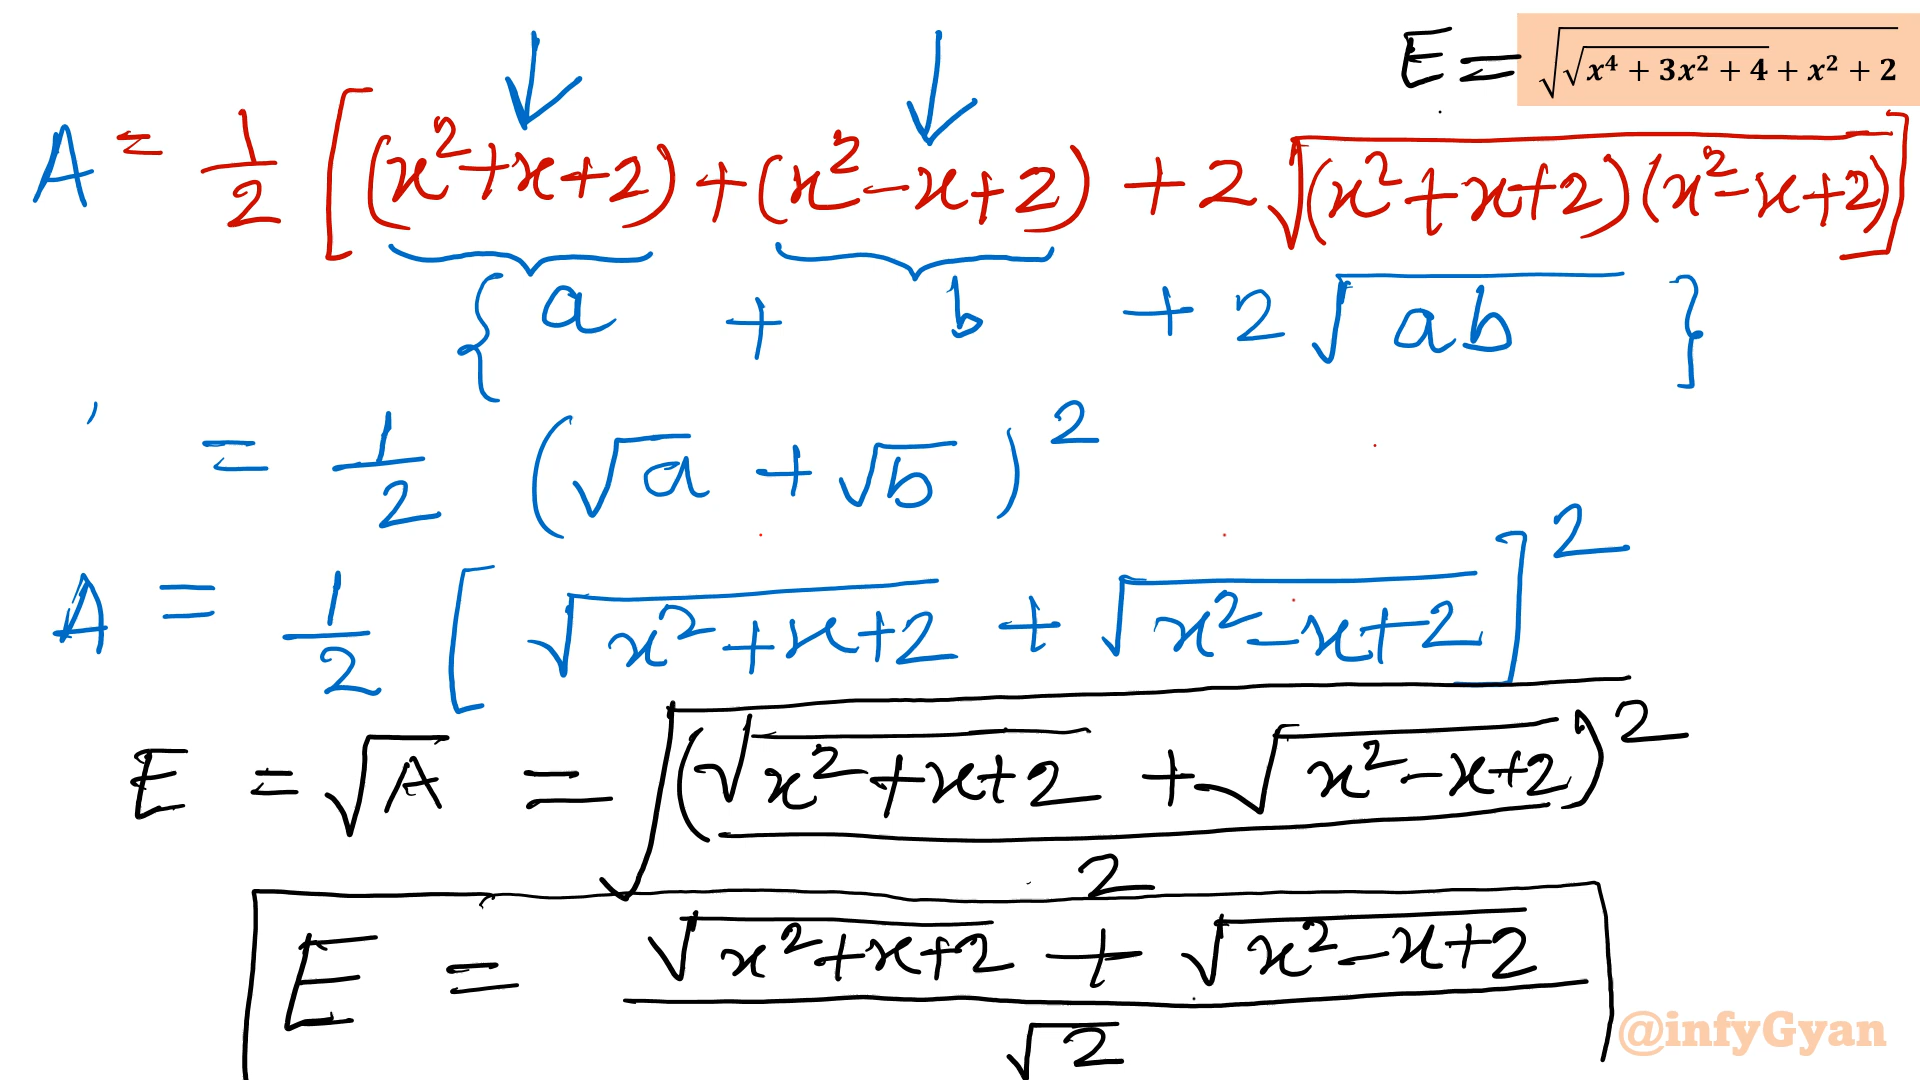 E = √(√(x⁴ + 3x² + 4) + x² + 2)
A = 1/2 [(x²+x+2) + (x²-x+2) + 2√((x²+x+2)(x²-x+2))]
{a + b + 2√(ab)}
= 1/2 (√a + √b)²
A = 1/2 [√(x²+x+2) + √(x²-x+2)]²
E = √A = √((√(x²+x+2) + √(x²-x+2))²/2)
E = (√(x²+x+2) + √(x²-x+2))/√2
@infyGyan